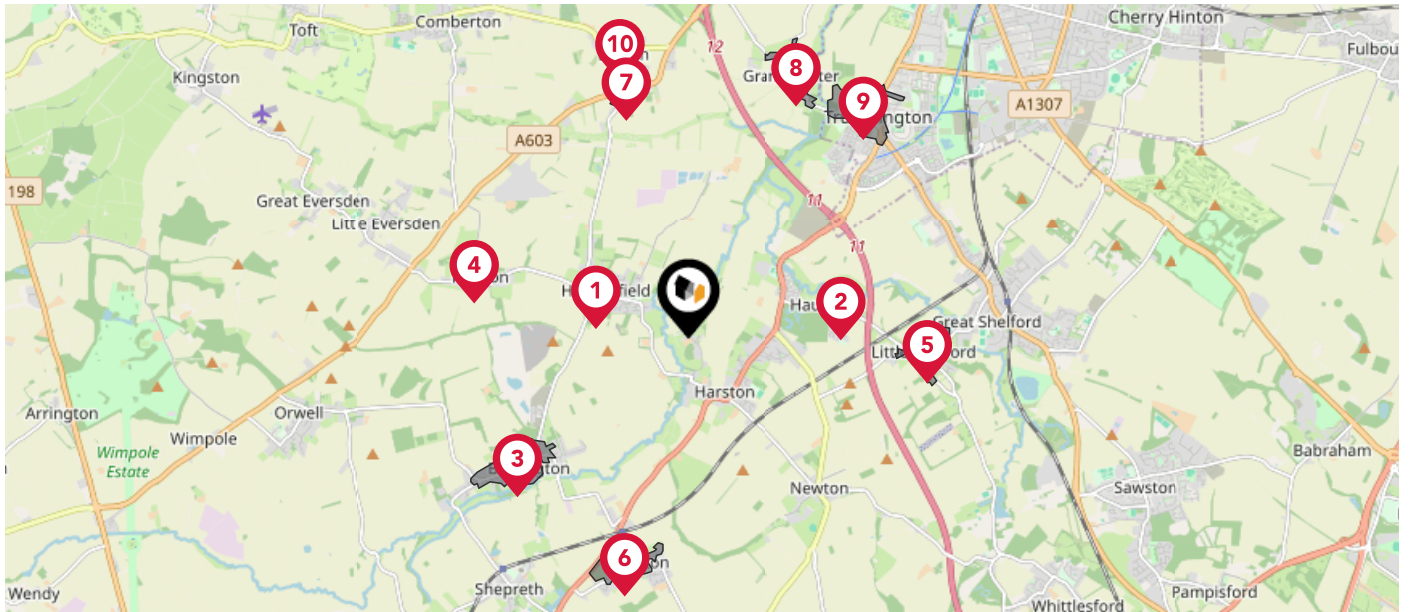 Toft
Comberton
Cherry Hinton
12
10
Fulbou
Kingston
7
8
9
A1307
A603
198
Great Eversden
Little Eversden
11
11
4
1
2
Great Shelford
5
Harston
Arrington
Orwell
Wimpole
Wimpole
Estate
3
Babraham
Newton
Sawston
6
Shepreth
Wendy
Pampisford
Whittlesford